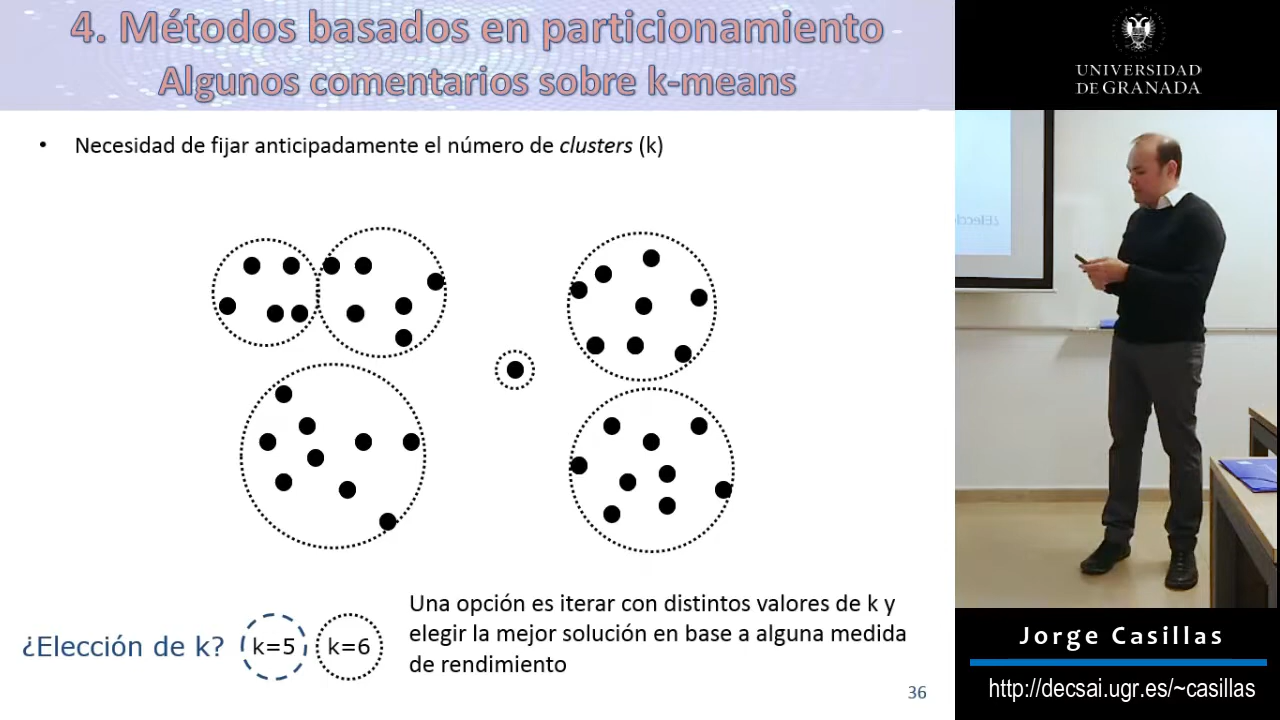 4. Métodos basados en particionamiento
Algunos comentarios sobre k-means
• Necesidad de fijar anticipadamente el número de clusters (k)
¿Elección de k?
k=5
k=6
Una opción es iterar con distintos valores de k y
elegir la mejor solución en base a alguna medida
de rendimiento
36
UNIVERSIDAD
DE GRANADA
¿Elecció
Jorge Casillas
http://decsai.ugr.es/~casillas